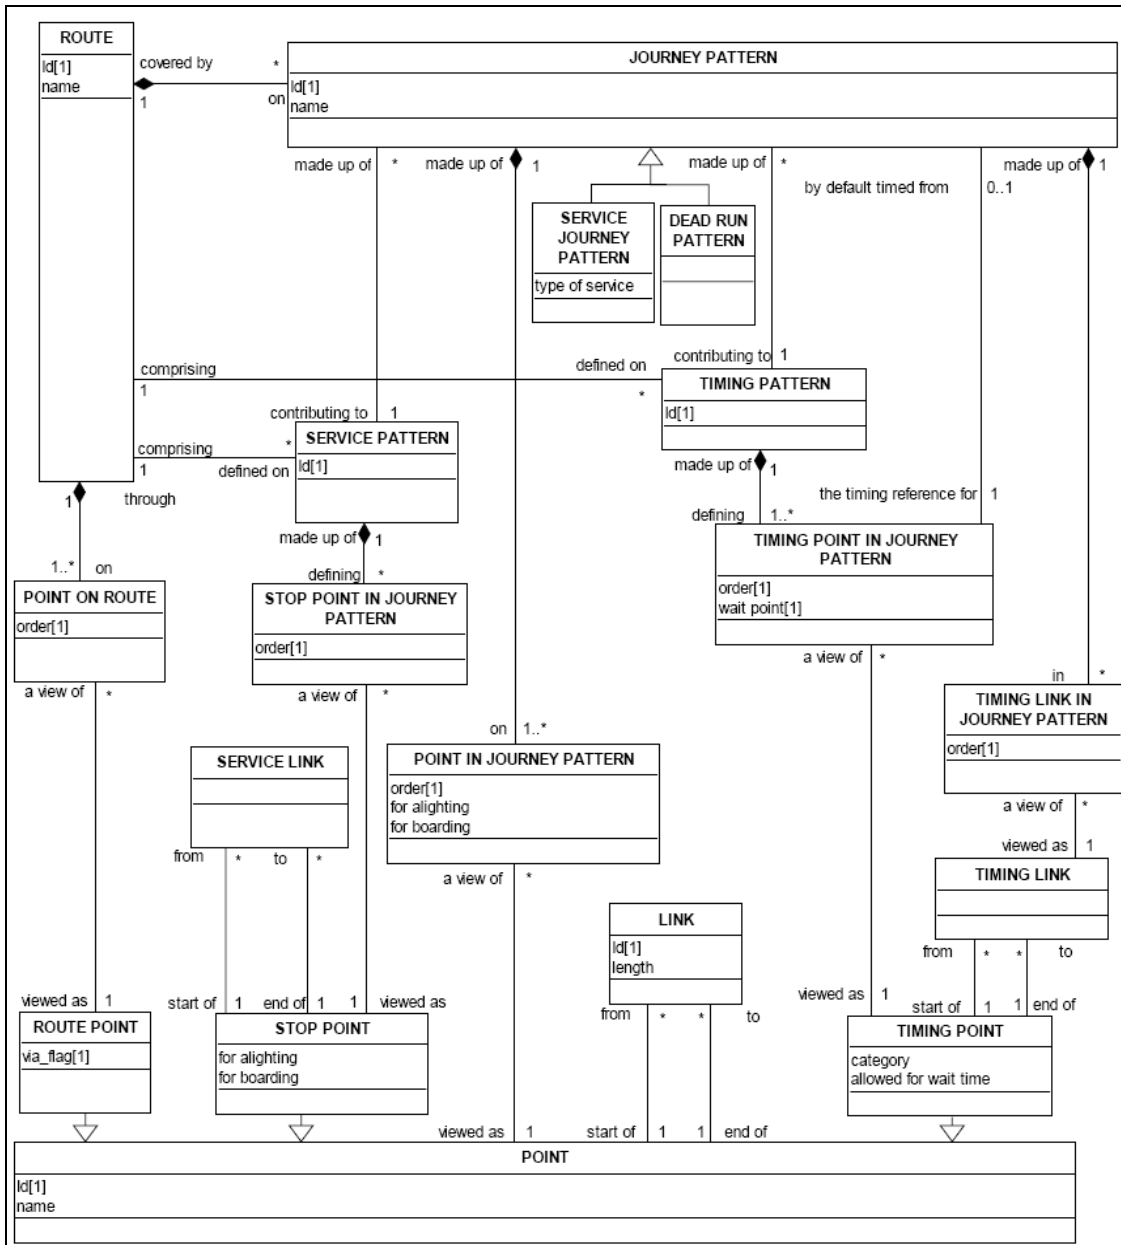 ROUTE
Id[1]
name
covered by
*
1
on
JOURNEY PATTERN
Id[1]
name
made up of
*
made up of
1
made up of
*
by default timed from
0..1
made up of
1
SERVICE
JOURNEY
PATTERN
type of service
DEAD RUN
PATTERN
comprising
1
defined on
*
contributing to
1
TIMING PATTERN
Id[1]
contributing to
1
comprising
1
*
defined on
SERVICE PATTERN
Id[1]
made up of
1
defining
1..*
the timing reference for
1
1
through
1..*
on
made up of
1
defining
*
TIMING POINT IN JOURNEY
PATTERN
order[1]
wait point[1]
POINT ON ROUTE
order[1]
STOP POINT IN JOURNEY
PATTERN
order[1]
a view of
*
a view of
*
a view of
*
in
*
TIMING LINK IN
JOURNEY PATTERN
order[1]
on
1..*
SERVICE LINK
POINT IN JOURNEY PATTERN
order[1]
for alighting
for boarding
a view of
*
viewed as
1
from
*
to
*
a view of
*
TIMING LINK
LINK
Id[1]
length
from
*
*
to
viewed as
1
start of
1
end of
1
1
viewed as
from
*
*
to
viewed as
1
start of
1
1
end of
ROUTE POINT
via_flag[1]
STOP POINT
for alighting
for boarding
TIMING POINT
category
allowed for wait time
viewed as
1
start of
1
1
end of
POINT
Id[1]
name